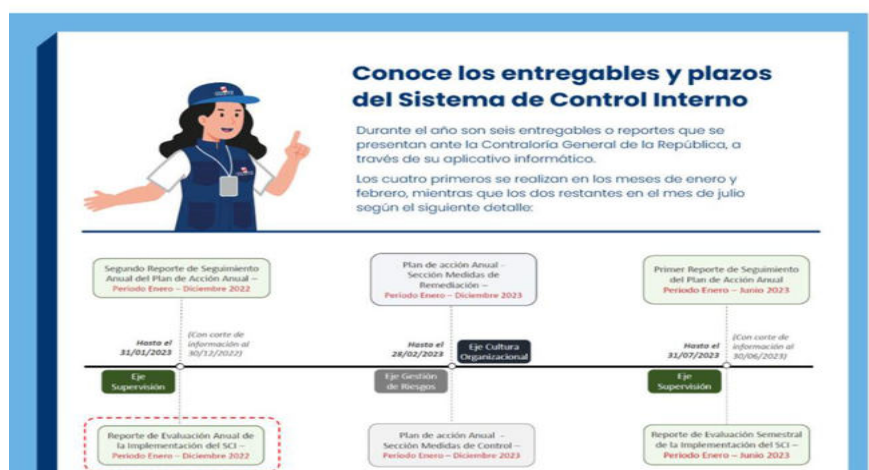 Conoce los entregables y plazos
del Sistema de Control Interno
Durante el año son seis entregables o reportes que se
presentan ante la Contraloría General de la República, a
través de su aplicativo informático.
Los cuatro primeros se realizan en los meses de enero y
febrero, mientras que los dos restantes en el mes de julio
según el siguiente detalle:
Segundo Reporte de Seguimiento
Anual del Plan de Acción Anual –
Periodo Enero – Diciembre 2022
Plan de acción Anual -
Sección Medidas de
Remediación –
Periodo Enero – Diciembre 2023
Primer Reporte de Seguimiento
del Plan de Acción Anual
Periodo Enero – Junio 2023
Hasta el
31/01/2023
(Con corte de
información al
30/12/2022)
Hasta el
28/02/2023
Eje Cultura
Organizacional
Hasta el
31/07/2023
(Con corte de
información al
30/06/2023)
Eje
Supervisión
Eje Gestión
de Riesgos
Eje
Supervisión
Reporte de Evaluación Anual de
la Implementación del SCI –
Periodo Enero – Diciembre 2022
Plan de acción Anual –
Sección Medidas de Control –
Periodo Enero – Diciembre 2023
Reporte de Evaluación Semestral
de la Implementación del SCI –
Periodo Enero – Junio 2023